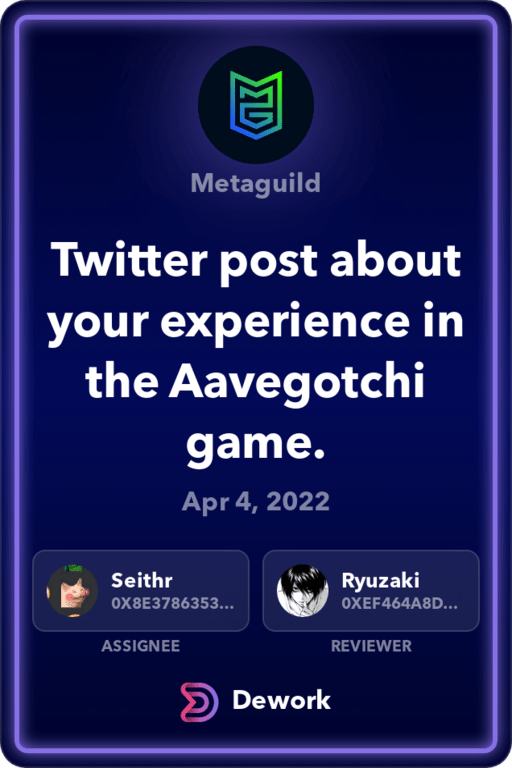 Metaguild
Twitter post about
your experience in
the Aavegotchi
game.
Apr 4, 2022
Seithr
0X8E3786353...
Ryuzaki
0XEF464A8D...
ASSIGNEE
REVIEWER
Dework